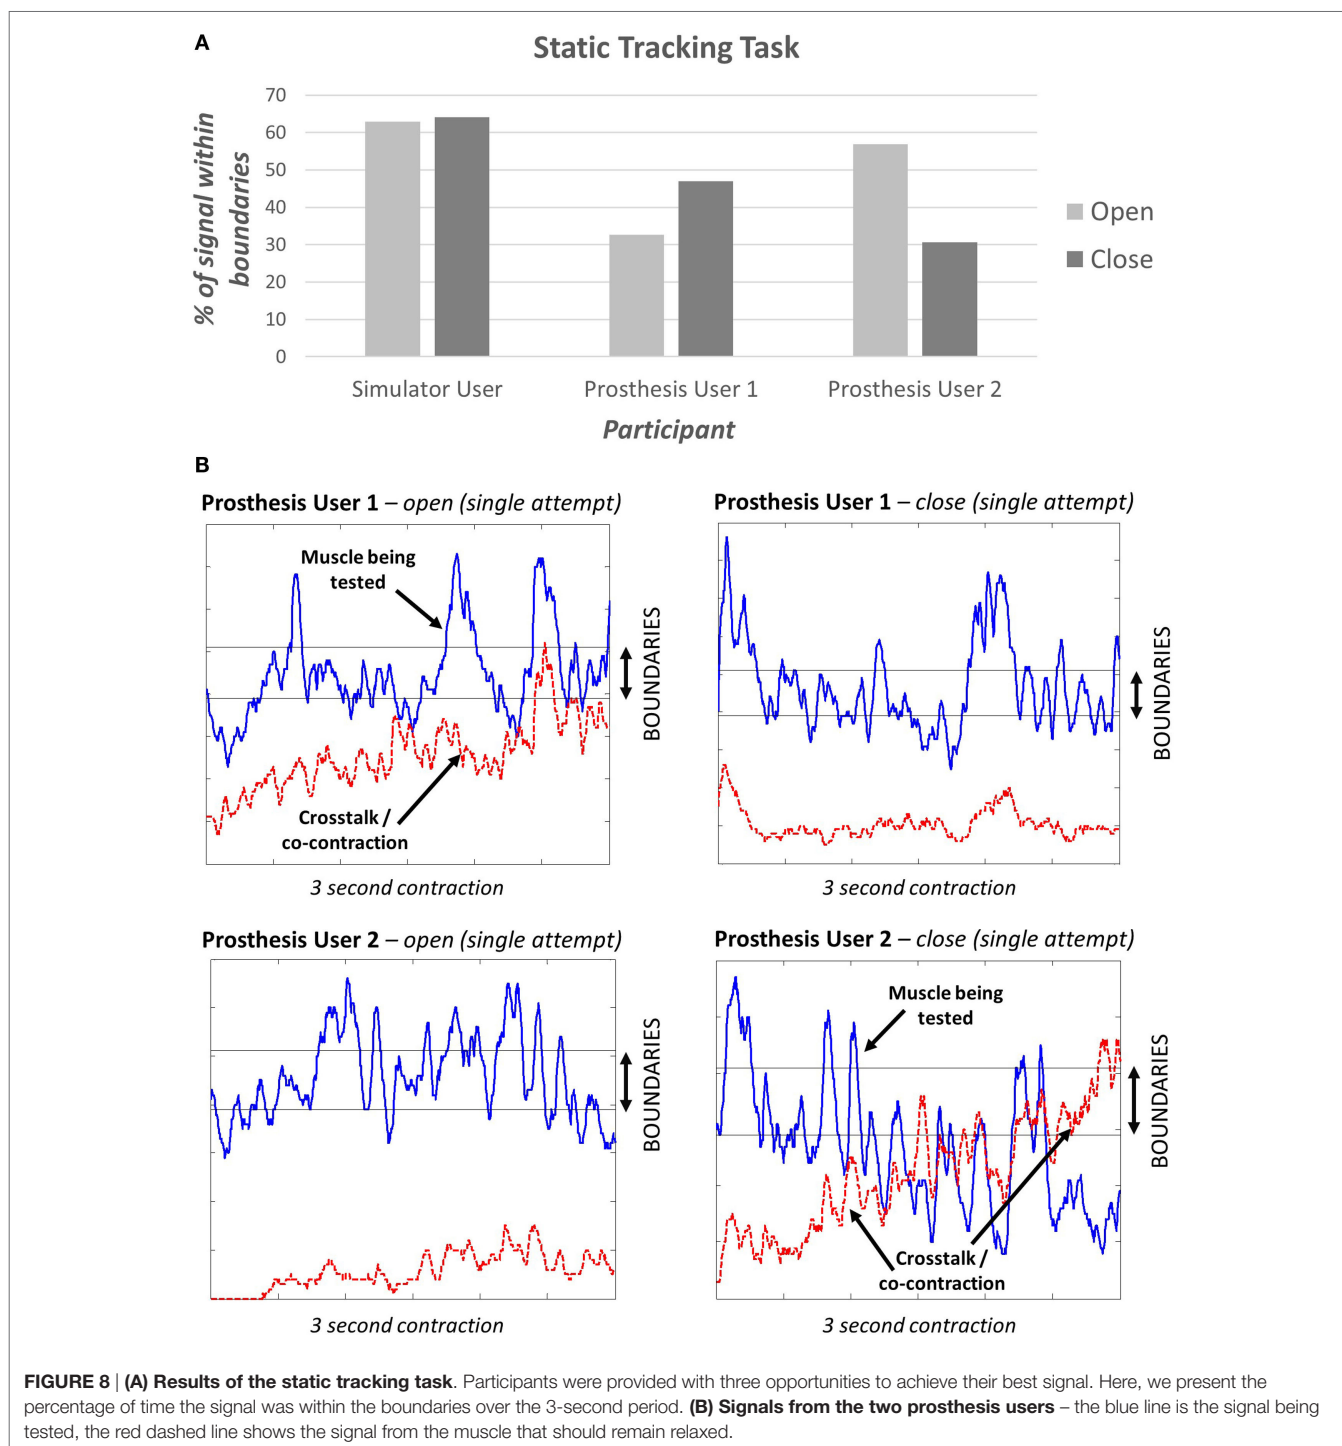 A
Static Tracking Task
% of signal within
boundaries
70
60
50
40
30
20
10
0
Open
Close
Simulator User
Prosthesis User 1
Prosthesis User 2
Participant
B
Prosthesis User 1 – open (single attempt)
Muscle being
tested
BOUNDARIES
Crosstalk /
co-contraction
3 second contraction
Prosthesis User 1 – close (single attempt)
BOUNDARIES
3 second contraction
Prosthesis User 2 – open (single attempt)
BOUNDARIES
3 second contraction
Prosthesis User 2 – close (single attempt)
Muscle being
tested
BOUNDARIES
Crosstalk /
co-contraction
3 second contraction
FIGURE 8 | (A) Results of the static tracking task. Participants were provided with three opportunities to achieve their best signal. Here, we present the
percentage of time the signal was within the boundaries over the 3-second period. (B) Signals from the two prosthesis users – the blue line is the signal being
tested, the red dashed line shows the signal from the muscle that should remain relaxed.